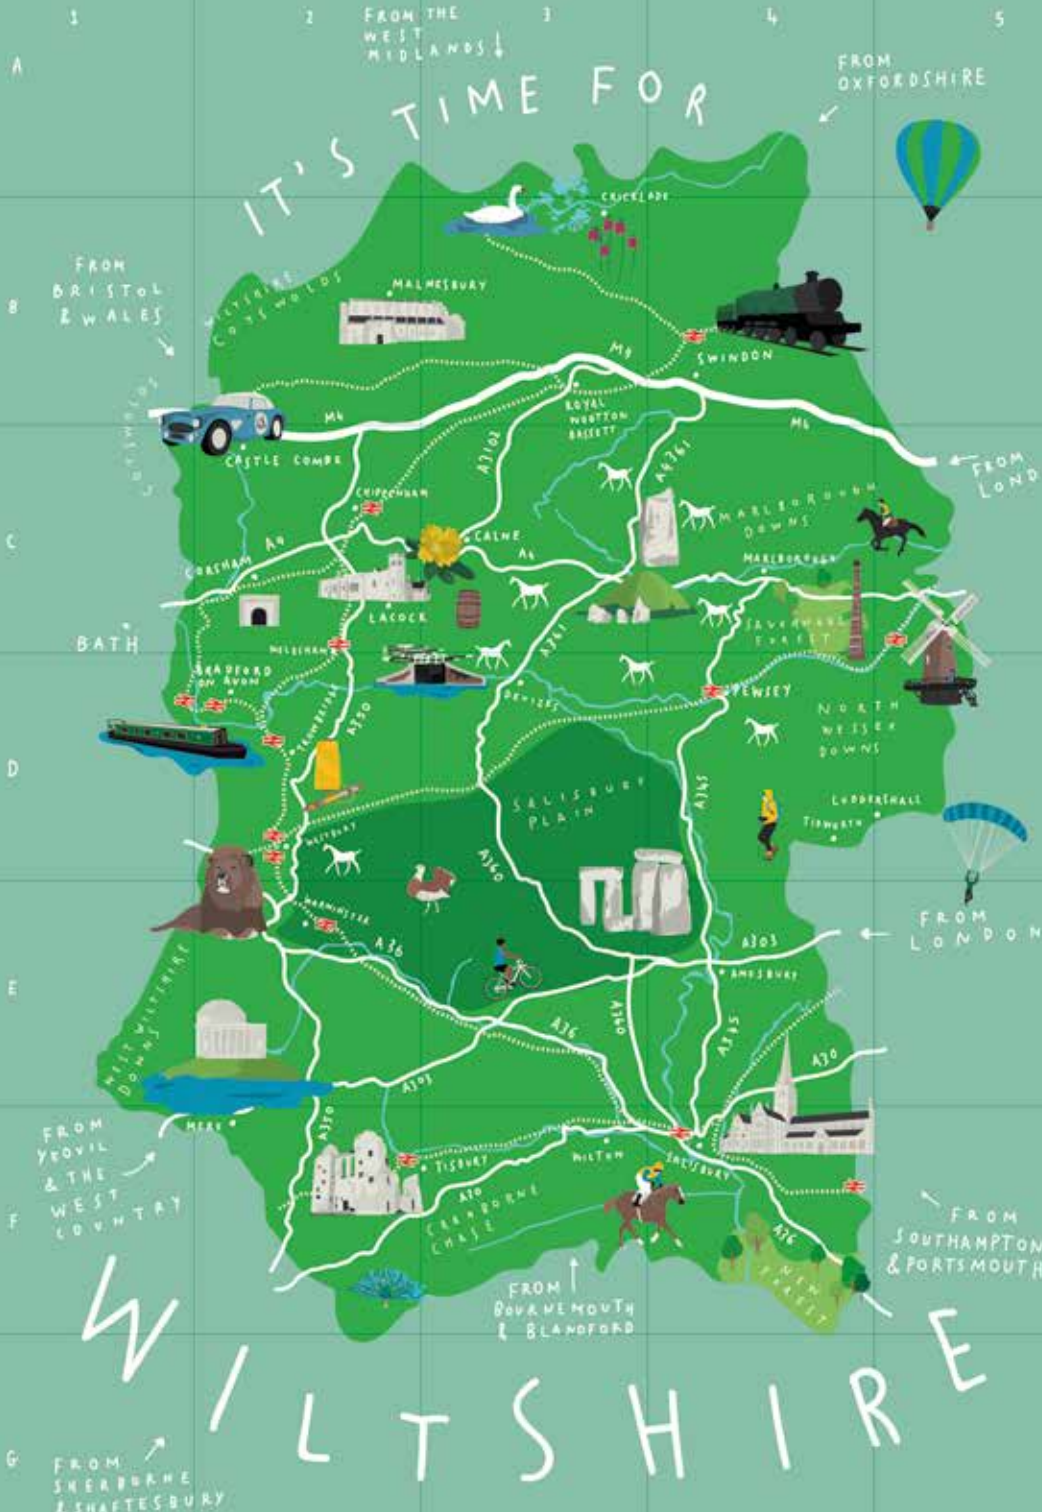 1
2
3
4
5
A
B
C
D
E
F
G
FROM THE
WEST
MIDLANDS
FROM
OXFORDSHIRE
IT'S TIME FOR
CRICKLADE
FROM
BRISTOL
& WALES
WILTSHIRE
COTSWOLDS
MALMESBURY
SWINDON
M4
M4
M4
ROYAL
WOOTTON
BASSETT
COTSWOLDS
CASTLE COMBE
A3102
A4361
FROM
LOND
CHIPPENHAM
MARLBOROUGH
DOWNS
CALNE
A4
A4
CORSHAM
MARLBOROUGH
LACOCK
SAVERNAKE
FOREST
BATH
MELKSHAM
A361
BRADFORD
ON AVON
DEVIZES
PEWSEY
TROWBRIDGE
A350
NORTH
WESSEX
DOWNS
SALISBURY
PLAIN
A345
LUDGERSHALL
TIDWORTH
WESTBURY
A360
WARMINSTER
A36
A303
FROM
LONDON
AMESBURY
WEST WILTSHIRE
DOWNS
A36
A360
A345
A30
A303
MERE
A350
FROM
YEOVIL
& THE
WEST
COUNTRY
TISBURY
WILTON
SALISBURY
A30
CRANBORNE
CHASE
A36
NEW
FOREST
FROM
SOUTHAMPTON
& PORTSMOUTH
FROM
BOURNEMOUTH
& BLANDFORD
WILTSHIRE
FROM
SHERBORNE
& SHAFTESBURY